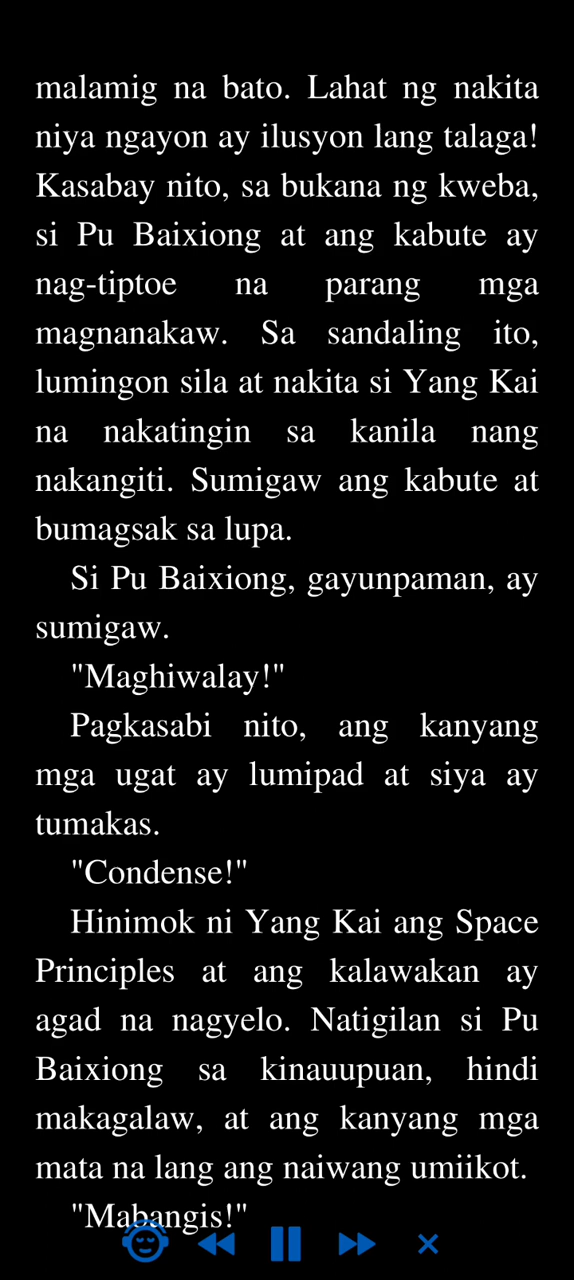 malamig na bato. Lahat ng nakita
niya ngayon ay ilusyon lang talaga!
Kasabay nito, sa bukana ng kweba,
si Pu Baixiong at ang kabute ay
nag-tiptoe na parang mga
magnanakaw. Sa sandaling ito,
lumingon sila at nakita si Yang Kai
na nakatingin sa kanila nang
nakangiti. Sumigaw ang kabute at
bumagsak sa lupa.
Si Pu Baixiong, gayunpaman, ay
sumigaw.
"Maghiwalay!"
Pagkasabi nito, ang kanyang
mga ugat ay lumipad at siya ay
tumakas.
"Condense!"
Hinimok ni Yang Kai ang Space
Principles at ang kalawakan ay
agad na nagyelo. Natigilan si Pu
Baixiong sa kinauupuan, hindi
makagalaw, at ang kanyang mga
mata na lang ang naiwang umiikot.
"Mabangis!"